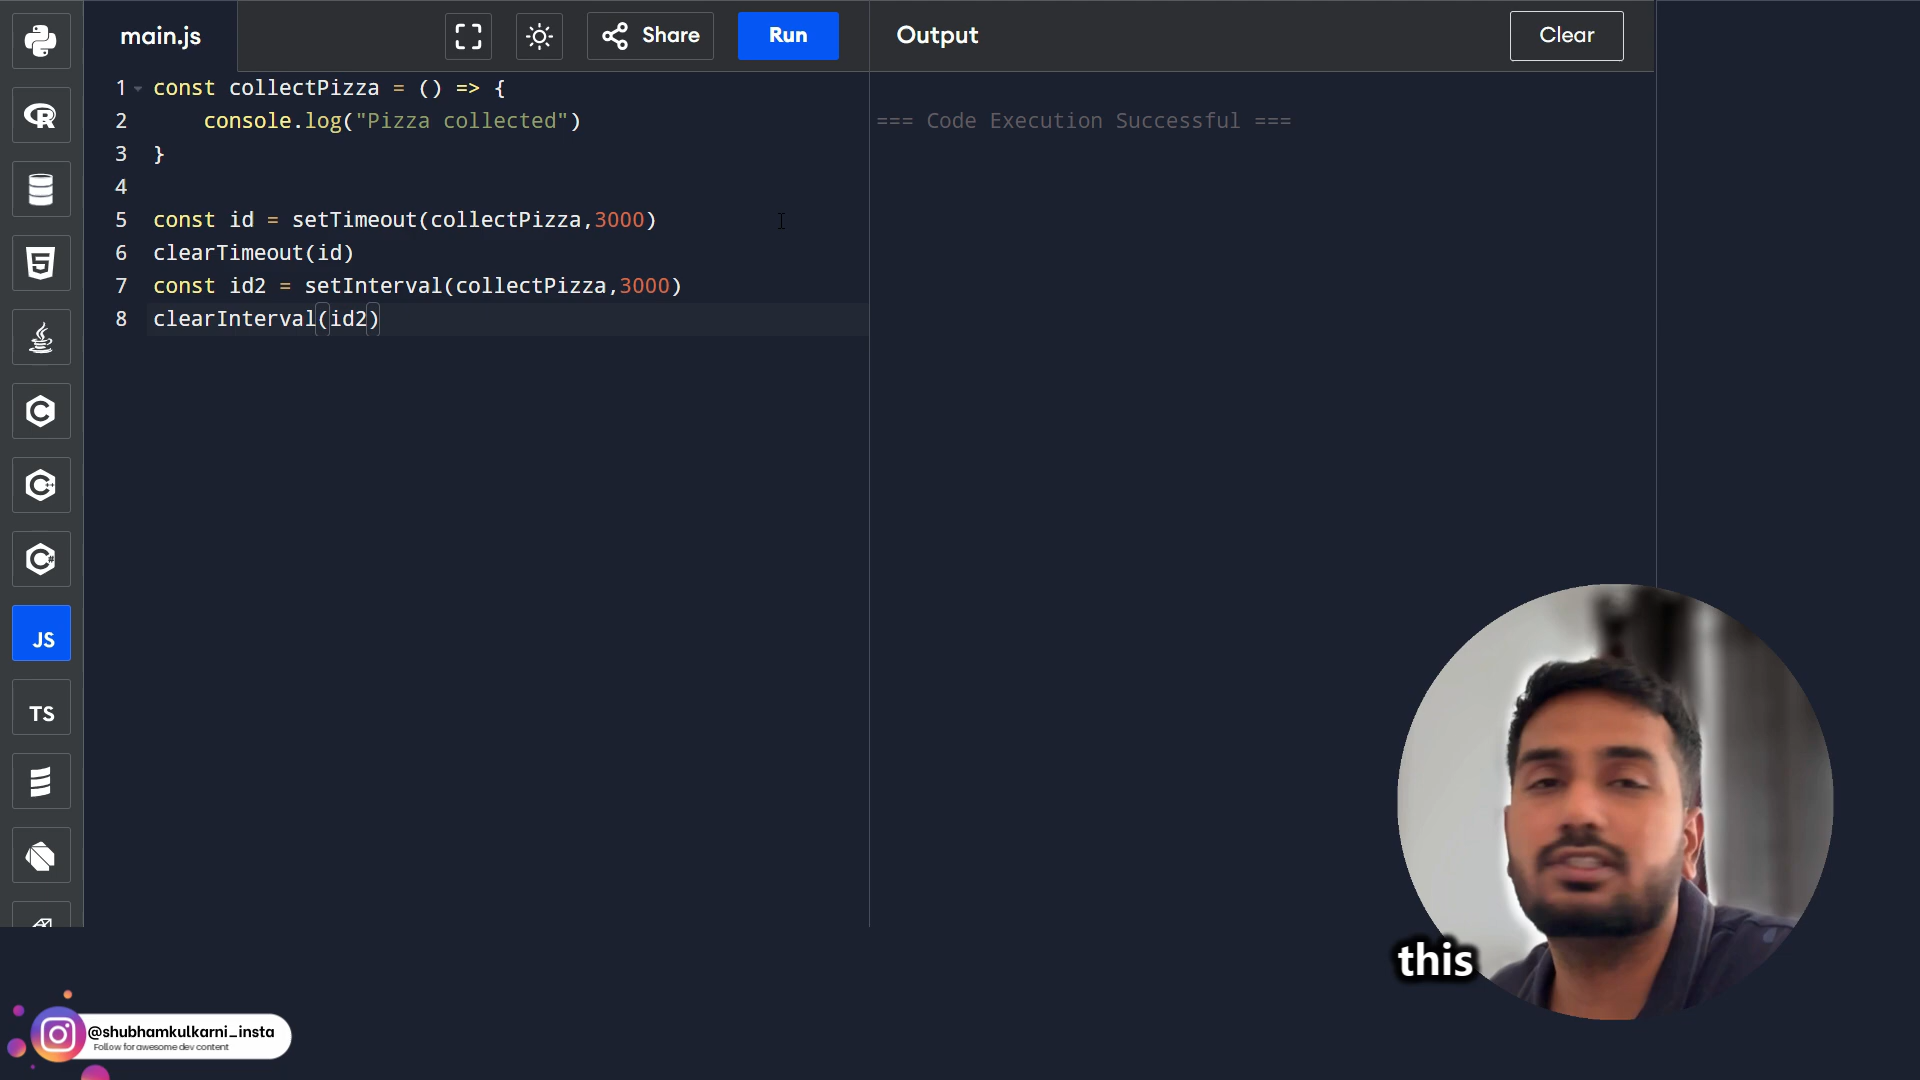 main.js
Share
Run
Output
Clear
1 const collectPizza = () => {
2 console.log("Pizza collected")
3 }
4
5 const id = setTimeout(collectPizza,3000)
6 clearTimeout(id)
7 const id2 = setInterval(collectPizza,3000)
8 clearInterval(id2)
=== Code Execution Successful ===
R
5
C
C++
C#
JS
TS
this
@shubhamkulkarni_insta
Follow for awesome dev content